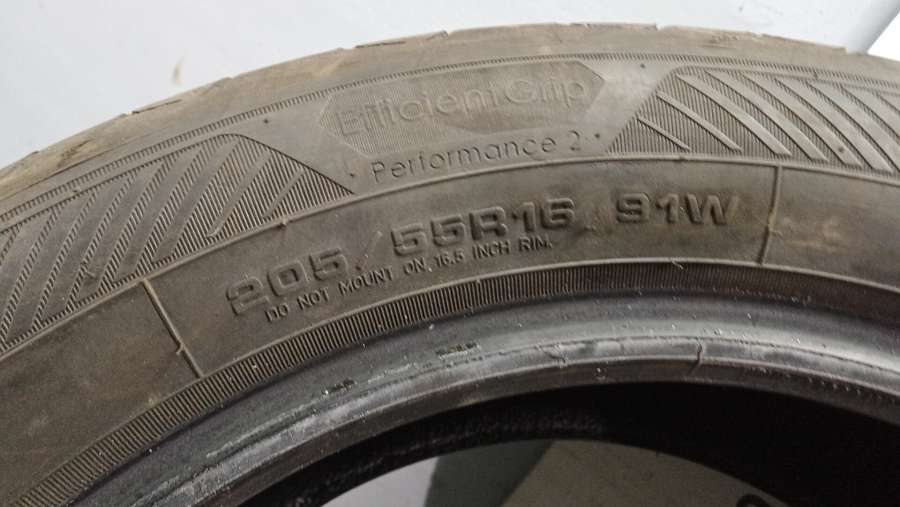 EfficientGrip
Performance 2
205/55R16 91W
DO NOT MOUNT ON 16.5 INCH RIM.